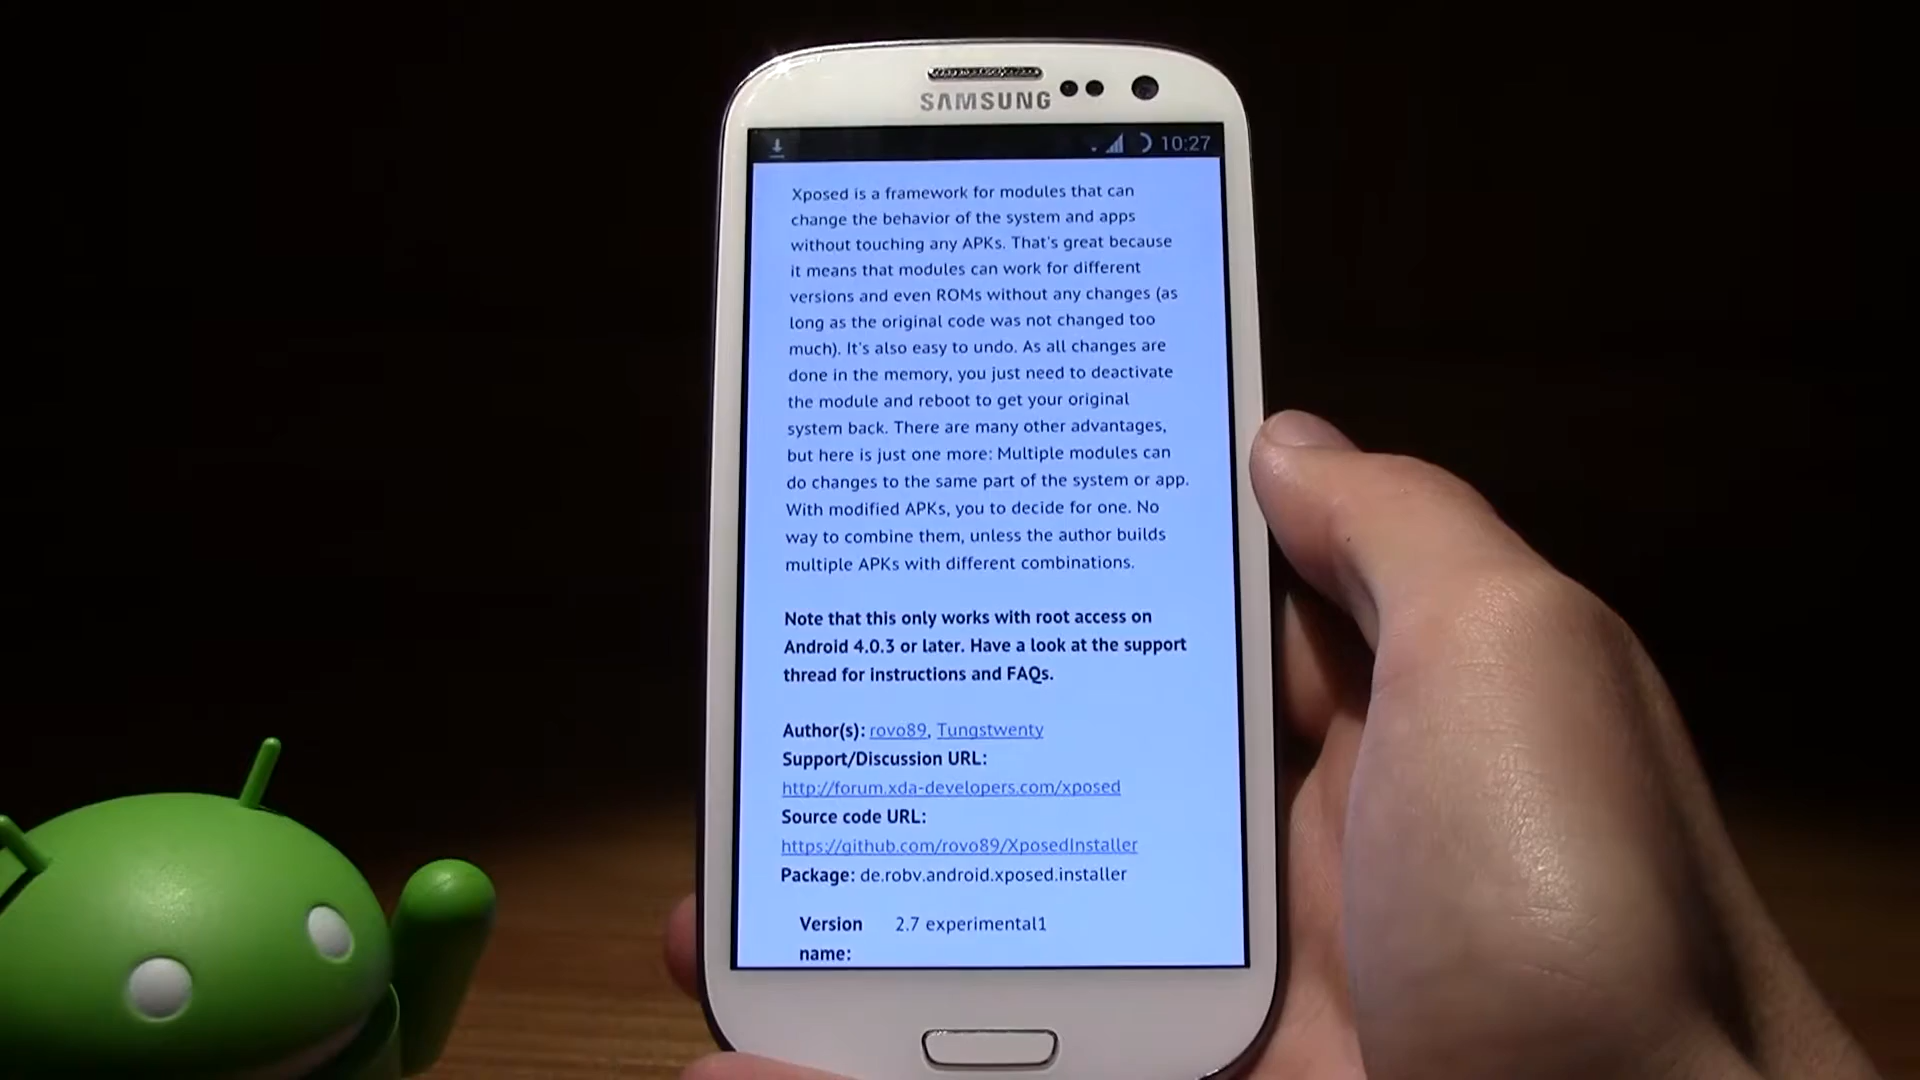 SAMSUNG
10:27
Xposed is a framework for modules that can
change the behavior of the system and apps
without touching any APKs. That's great because
it means that modules can work for different
versions and even ROMs without any changes (as
long as the original code was not changed too
much). It's also easy to undo. As all changes are
done in the memory, you just need to deactivate
the module and reboot to get your original
system back. There are many other advantages,
but here is just one more: Multiple modules can
do changes to the same part of the system or app.
With modified APKs, you to decide for one. No
way to combine them, unless the author builds
multiple APKs with different combinations.
Note that this only works with root access on
Android 4.0.3 or later. Have a look at the support
thread for instructions and FAQs.
Author(s): rovo89, Tungstwenty
Support/Discussion URL:
http://forum.xda-developers.com/xposed
Source code URL:
https://github.com/rovo89/XposedInstaller
Package: de.robv.android.xposed.installer
Version 2.7 experimental1
name: